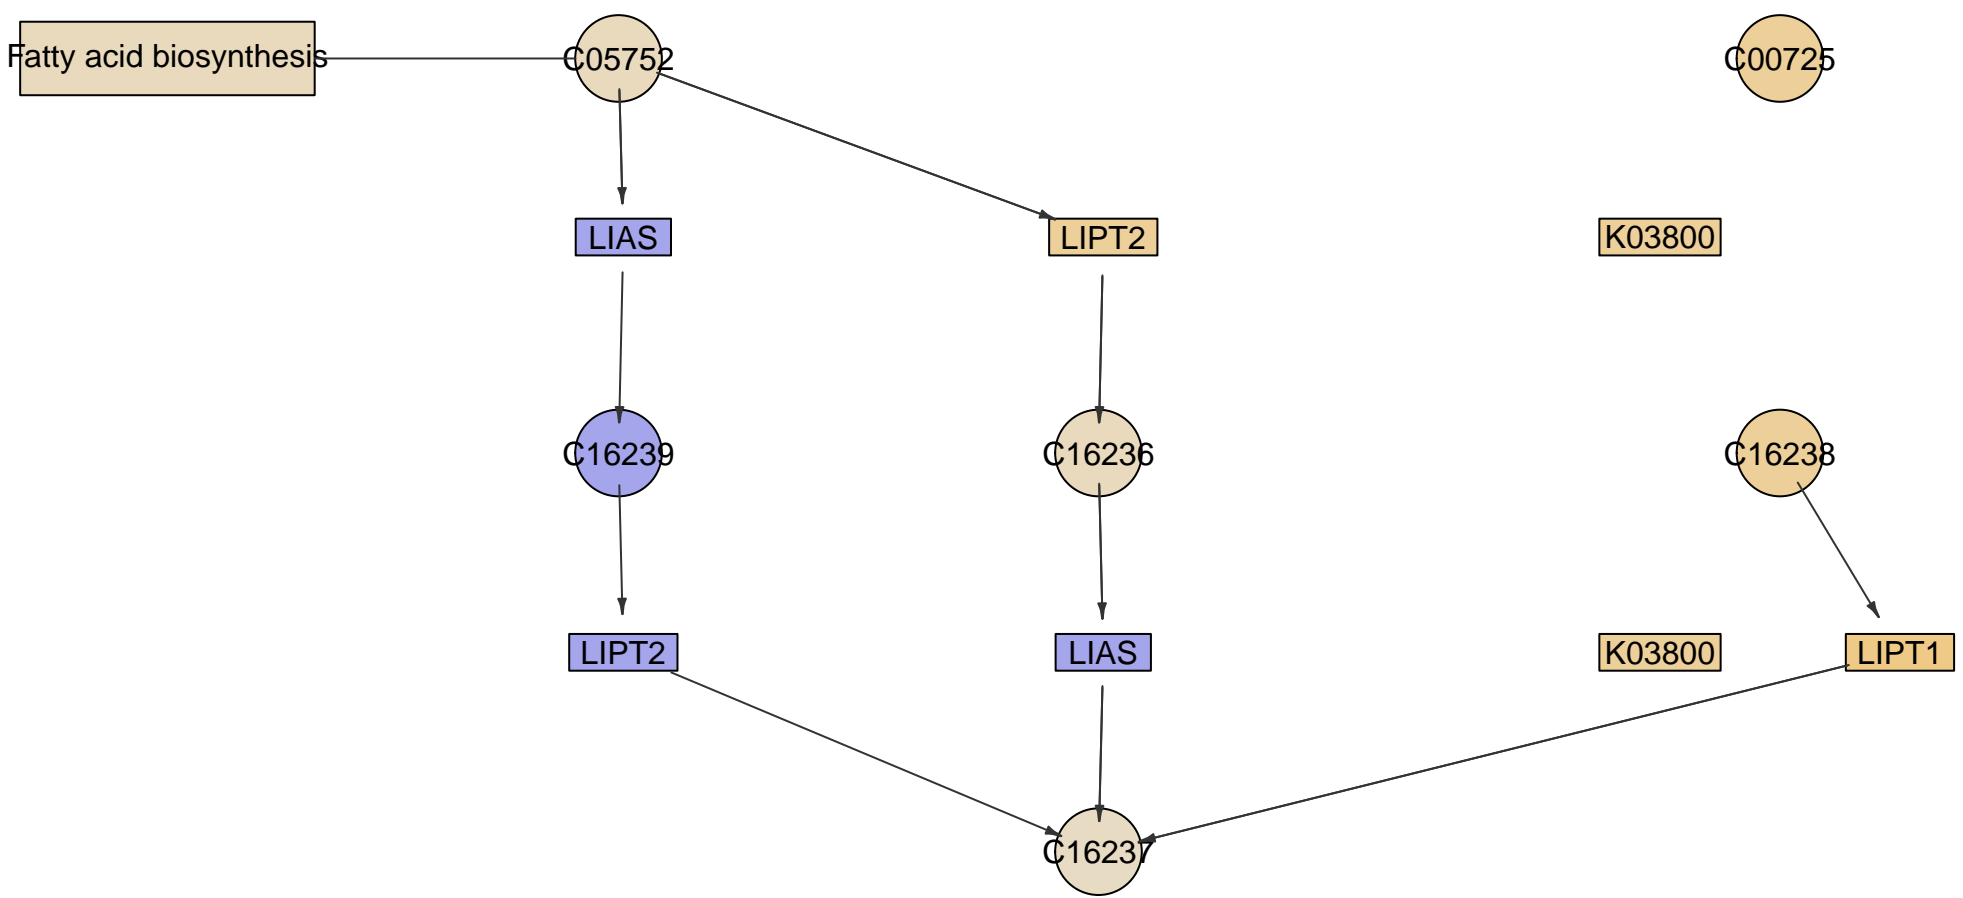 Fatty acid biosynthesis
C05752
C00725
LIAS
LIPT2
K03800
C16239
C16236
C16238
LIPT2
LIAS
K03800
LIPT1
C16237